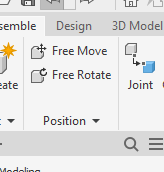 semble Design 3D Model
Free Move
Free Rotate
eate Joint
Position
Modeling